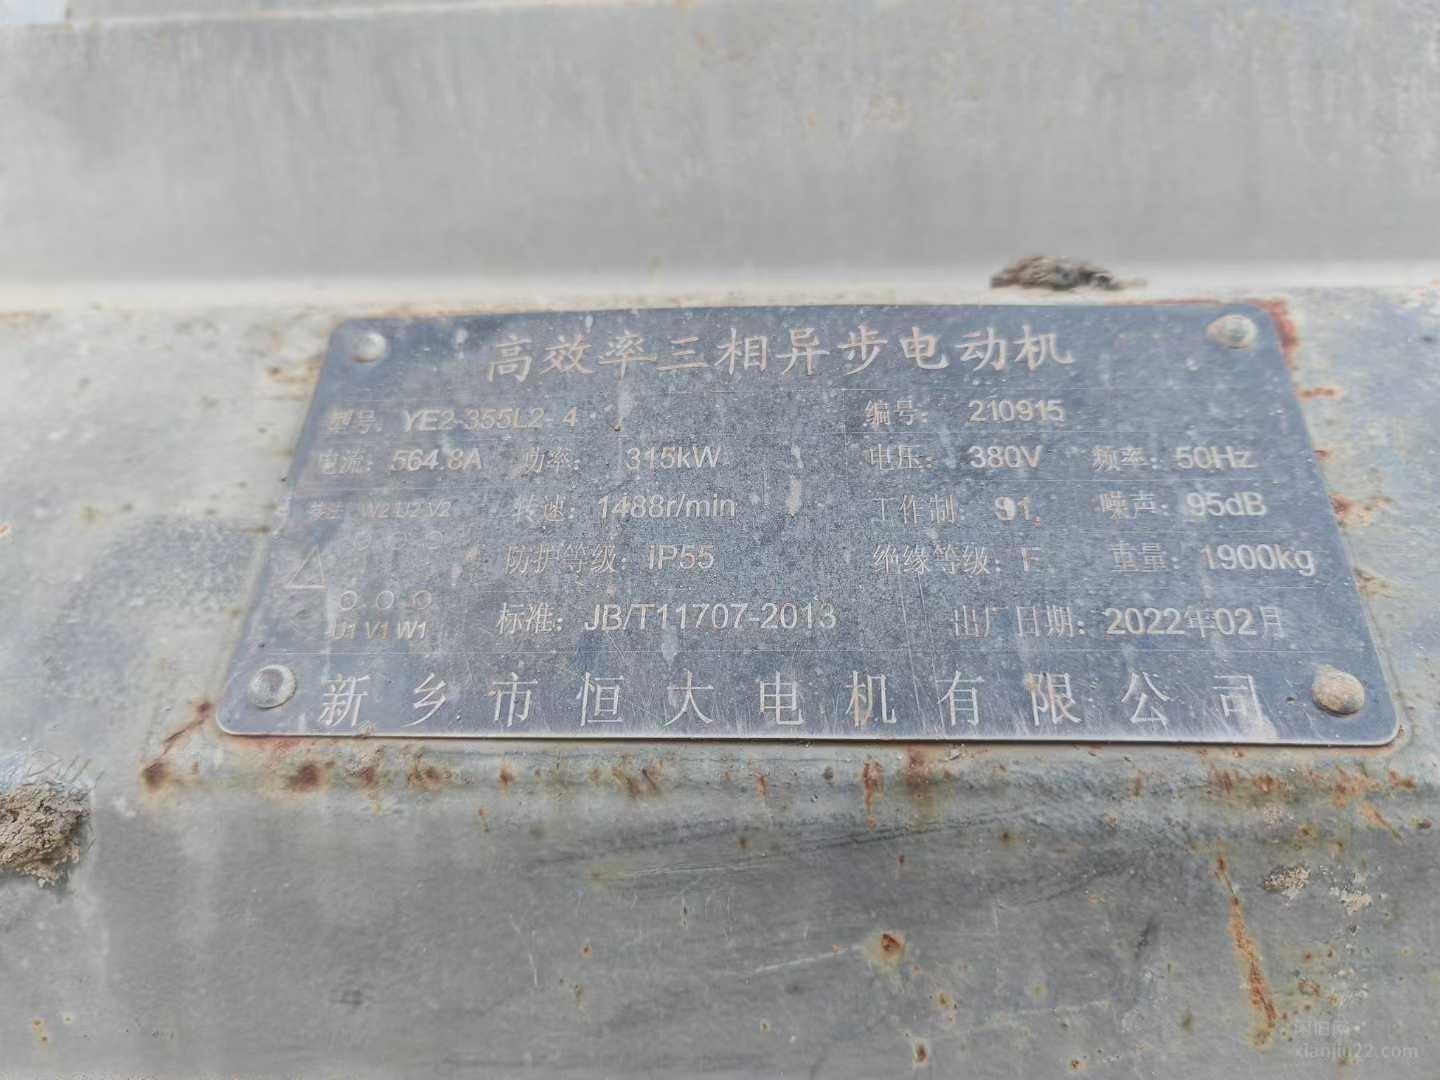 高效率三相异步电动机
型号: YE2-355L2-4 编号: 210915
电流: 564.8A 功率: 315kW 电压: 380V 频率: 50Hz
W2 U2 V2 转速: 1488r/min 工作制: S1 噪声: 95dB
△ 防护等级: IP55 绝缘等级: F 重量: 1900kg
U1 V1 W1 标准: JB/T11707-2013 出厂日期: 2022年02月
新乡市恒大电机有限公司
闲旧网
xianjiu22.com